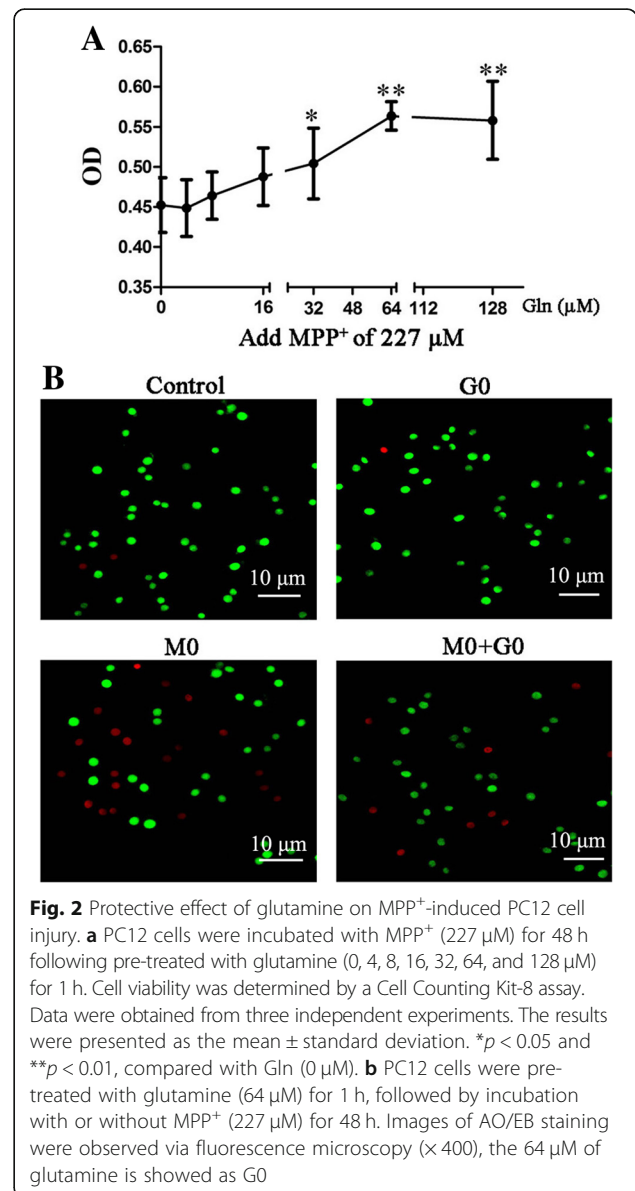 A
0.65
0.60
0.55
0.50
0.45
0.40
0.35
OD
*
**
**
0 16 32 48 64 112 128 Gln (μM)
Add MPP+ of 227 μM
B
Control G0
10 μm 10 μm
M0 M0+G0
10 μm 10 μm
Fig. 2 Protective effect of glutamine on MPP+-induced PC12 cell
injury. a PC12 cells were incubated with MPP+ (227 μM) for 48 h
following pre-treated with glutamine (0, 4, 8, 16, 32, 64, and 128 μM)
for 1 h. Cell viability was determined by a Cell Counting Kit-8 assay.
Data were obtained from three independent experiments. The results
were presented as the mean ± standard deviation. *p < 0.05 and
**p < 0.01, compared with Gln (0 μM). b PC12 cells were pre-
treated with glutamine (64 μM) for 1 h, followed by incubation
with or without MPP+ (227 μM) for 48 h. Images of AO/EB staining
were observed via fluorescence microscopy (× 400), the 64 μM of
glutamine is showed as G0